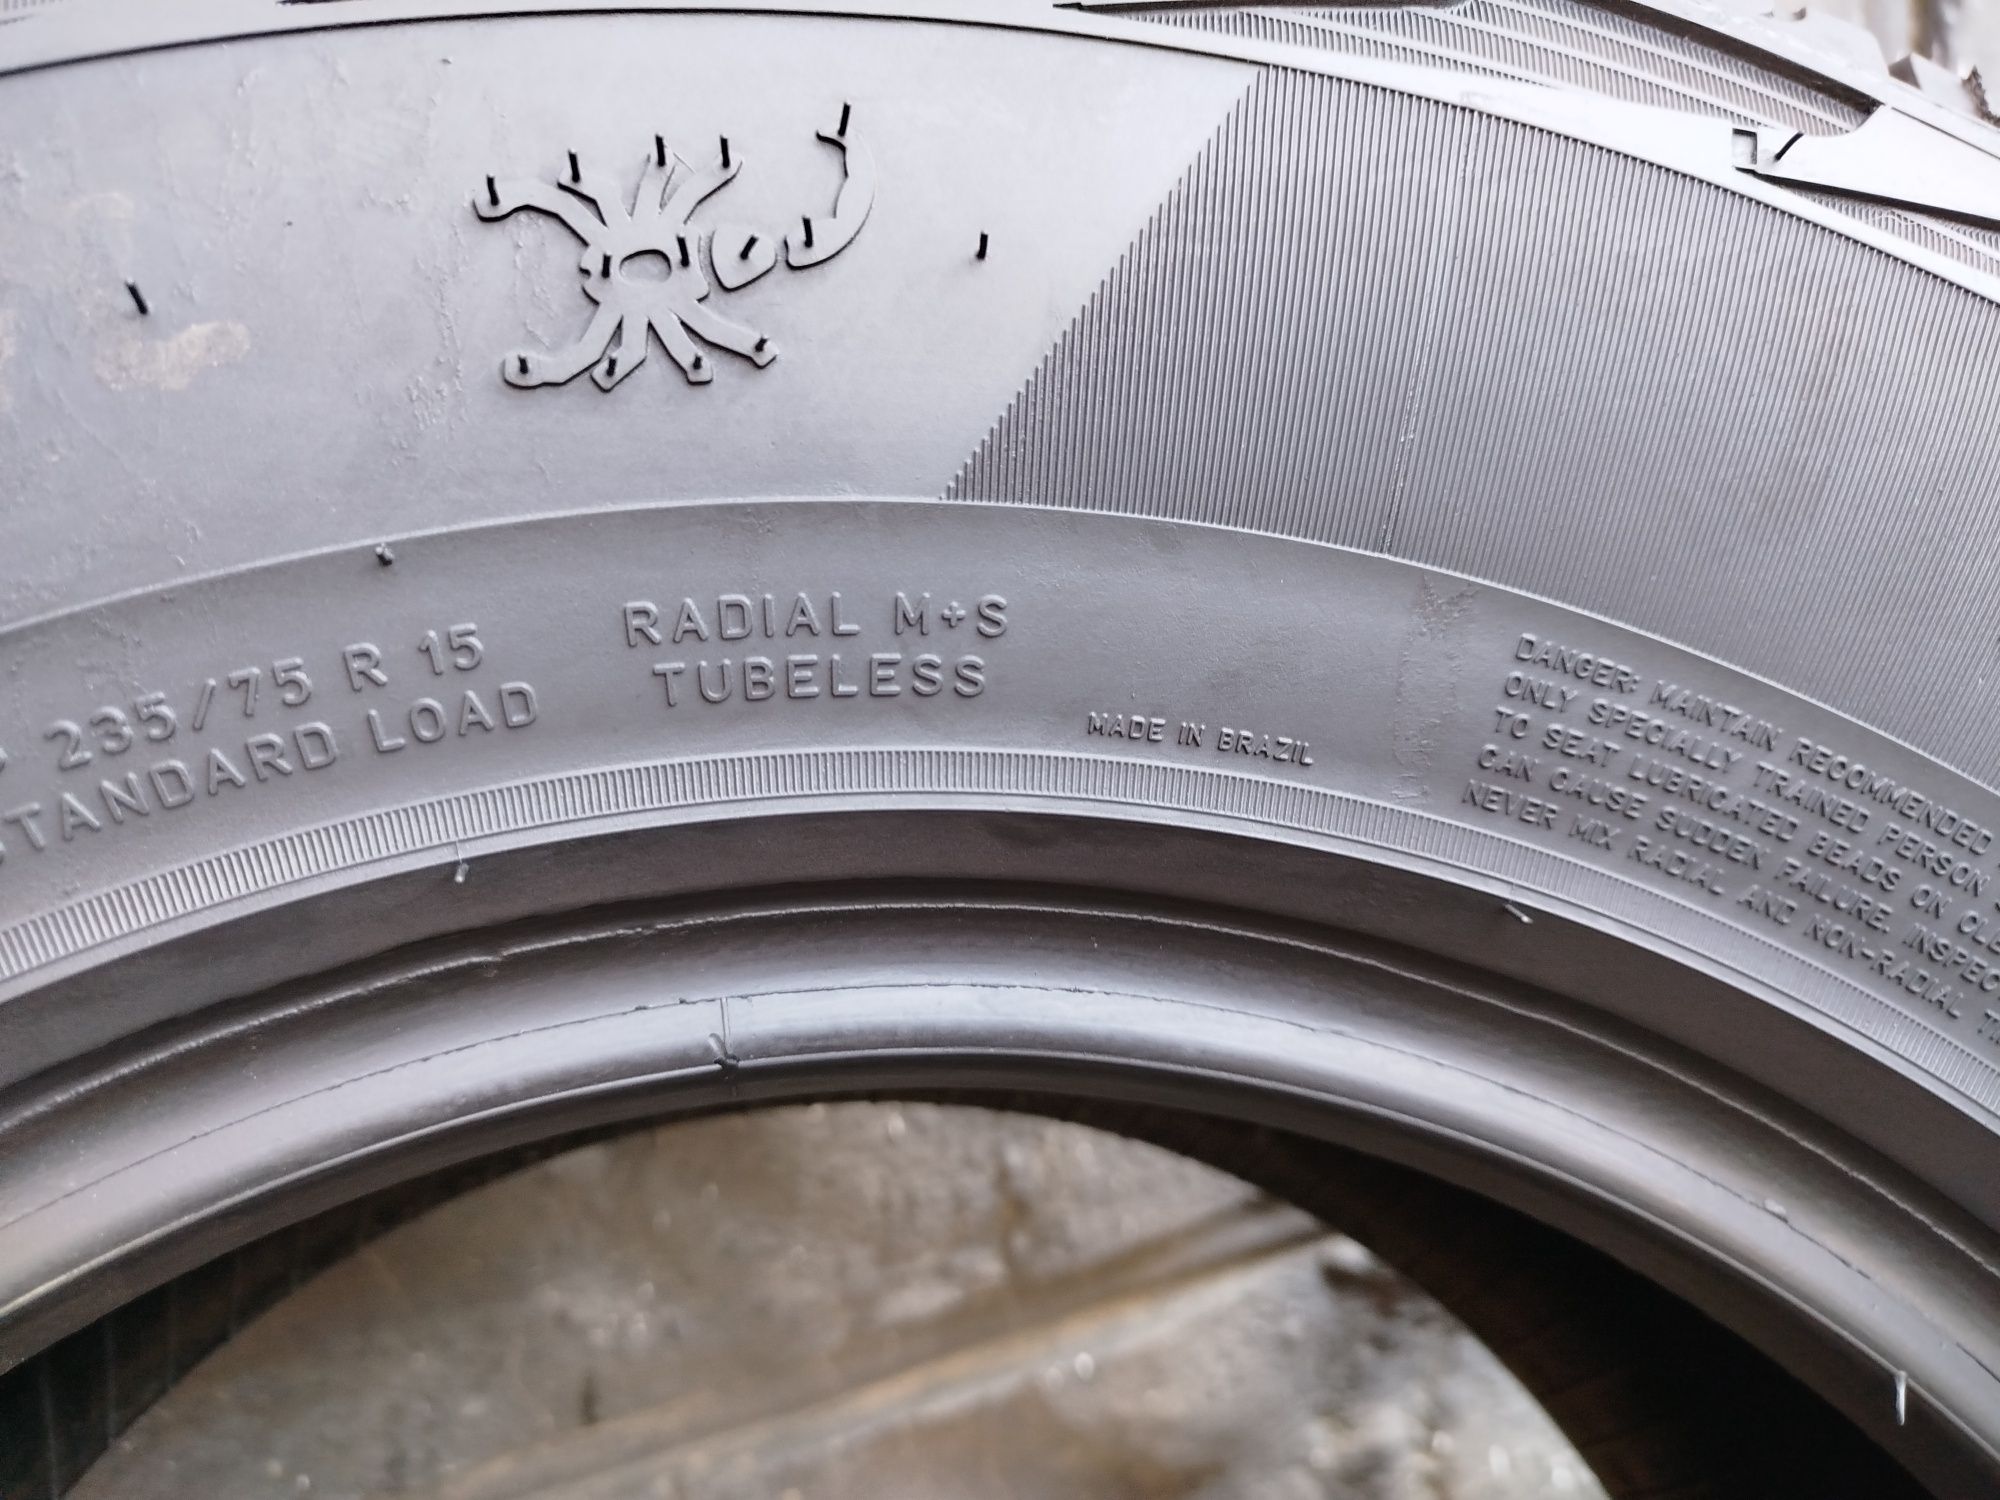 235/75 R 15
STANDARD LOAD
RADIAL M+S
TUBELESS
MADE IN BRAZIL
DANGER: MAINTAIN RECOMMENDED
ONLY SPECIALLY TRAINED PERSON
TO SEAT LUBRICATED BEADS ON
CAN CAUSE SUDDEN FAILURE. INSPECT
NEVER MIX RADIAL AND NON-RADIAL